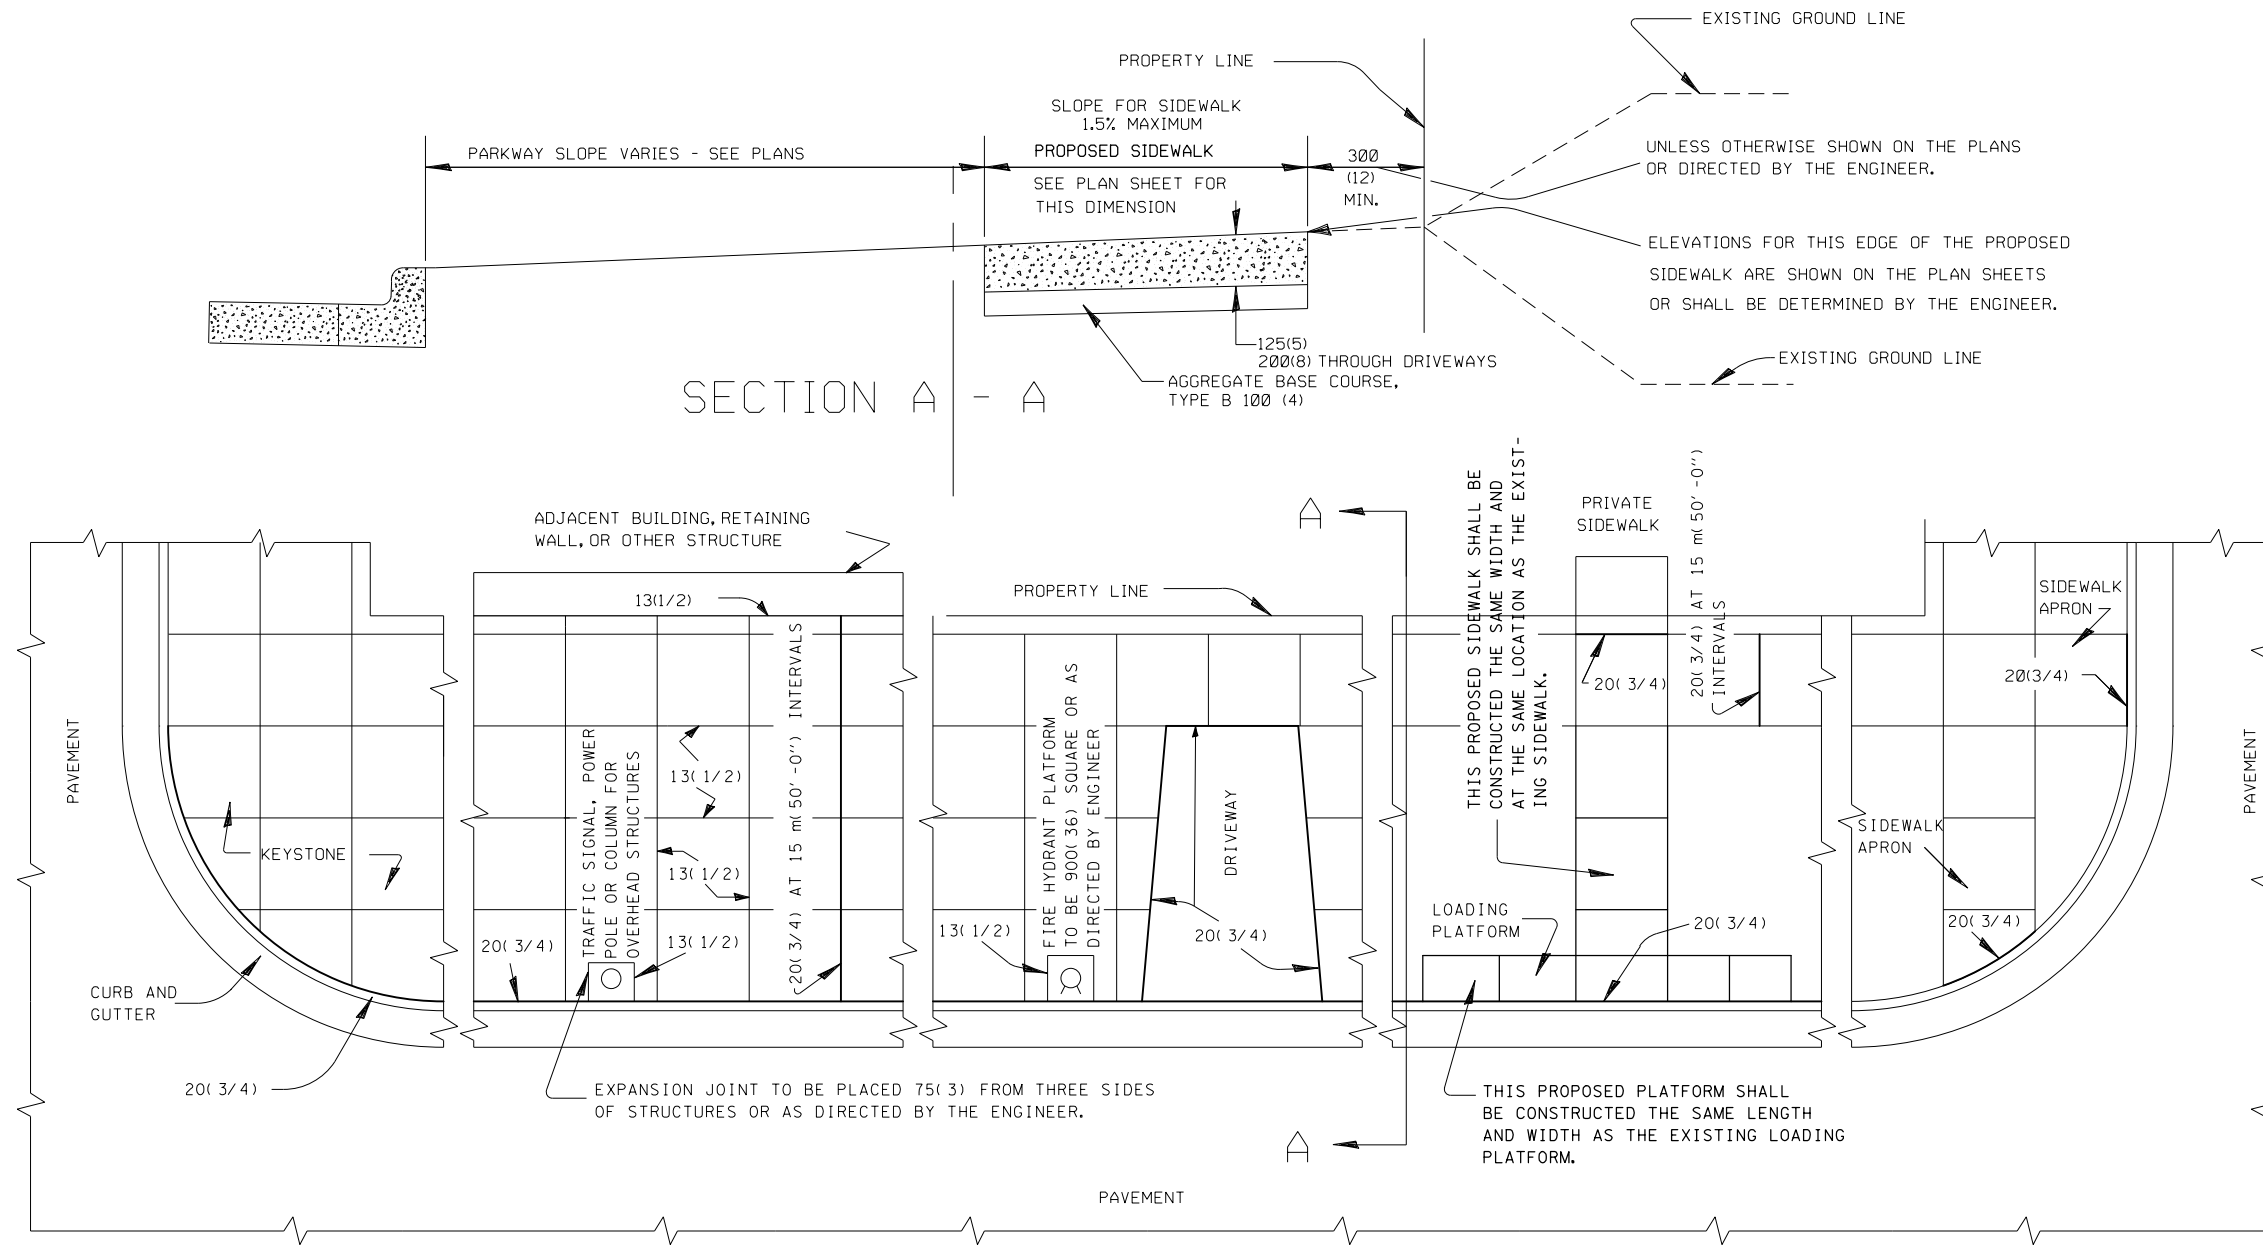 EXISTING GROUND LINE
PROPERTY LINE
SLOPE FOR SIDEWALK
1.5% MAXIMUM
PARKWAY SLOPE VARIES - SEE PLANS
PROPOSED SIDEWALK
300
(12)
MIN.
SEE PLAN SHEET FOR
THIS DIMENSION
UNLESS OTHERWISE SHOWN ON THE PLANS
OR DIRECTED BY THE ENGINEER.
ELEVATIONS FOR THIS EDGE OF THE PROPOSED
SIDEWALK ARE SHOWN ON THE PLAN SHEETS
OR SHALL BE DETERMINED BY THE ENGINEER.
EXISTING GROUND LINE
125(5)
200(8) THROUGH DRIVEWAYS
AGGREGATE BASE COURSE,
TYPE B 100 (4)
SECTION A - A
ADJACENT BUILDING, RETAINING
WALL, OR OTHER STRUCTURE
13(1/2)
PROPERTY LINE
A
THIS PROPOSED SIDEWALK SHALL BE
CONSTRUCTED THE SAME WIDTH AND
AT THE SAME LOCATION AS THE EXIST-
ING SIDEWALK.
PRIVATE
SIDEWALK
20(3/4)
20(3/4) AT 15 m(50'-0")
INTERVALS
SIDEWALK
APRON
20(3/4)
PAVEMENT
KEYSTONE
TRAFFIC SIGNAL, POWER
POLE OR COLUMN FOR
OVERHEAD STRUCTURES
13(1/2)
13(1/2)
20(3/4) AT 15 m(50'-0") INTERVALS
FIRE HYDRANT PLATFORM
TO BE 900(36) SQUARE OR AS
DIRECTED BY ENGINEER
DRIVEWAY
SIDEWALK
APRON
PAVEMENT
20(3/4)
13(1/2)
13(1/2)
20(3/4)
LOADING
PLATFORM
20(3/4)
20(3/4)
CURB AND
GUTTER
20(3/4)
EXPANSION JOINT TO BE PLACED 75(3) FROM THREE SIDES
OF STRUCTURES OR AS DIRECTED BY THE ENGINEER.
THIS PROPOSED PLATFORM SHALL
BE CONSTRUCTED THE SAME LENGTH
AND WIDTH AS THE EXISTING LOADING
PLATFORM.
A
PAVEMENT